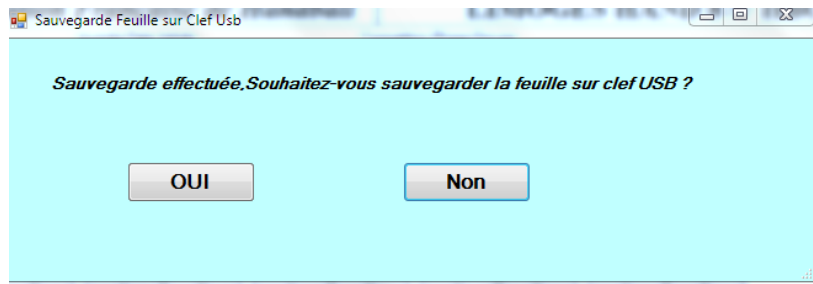 Sauvegarde Feuille sur Clef Usb
Sauvegarde effectuée,Souhaitez-vous sauvegarder la feuille sur clef USB ?
OUI
Non